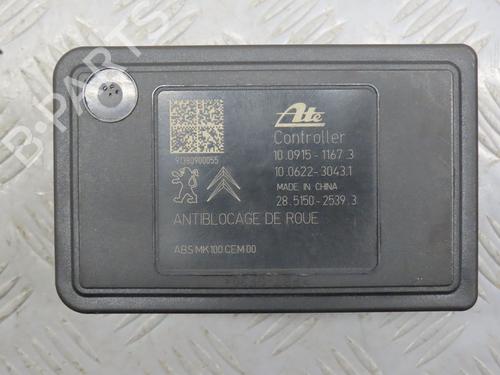 B-PARTS
Ate
Controller
10.0915-1167.3
10.0622-3043.1
MADE IN CHINA
28.5150-2539.3
91380900055
ANTIBLOCAGE DE ROUE
ABS MK100 CEM 00